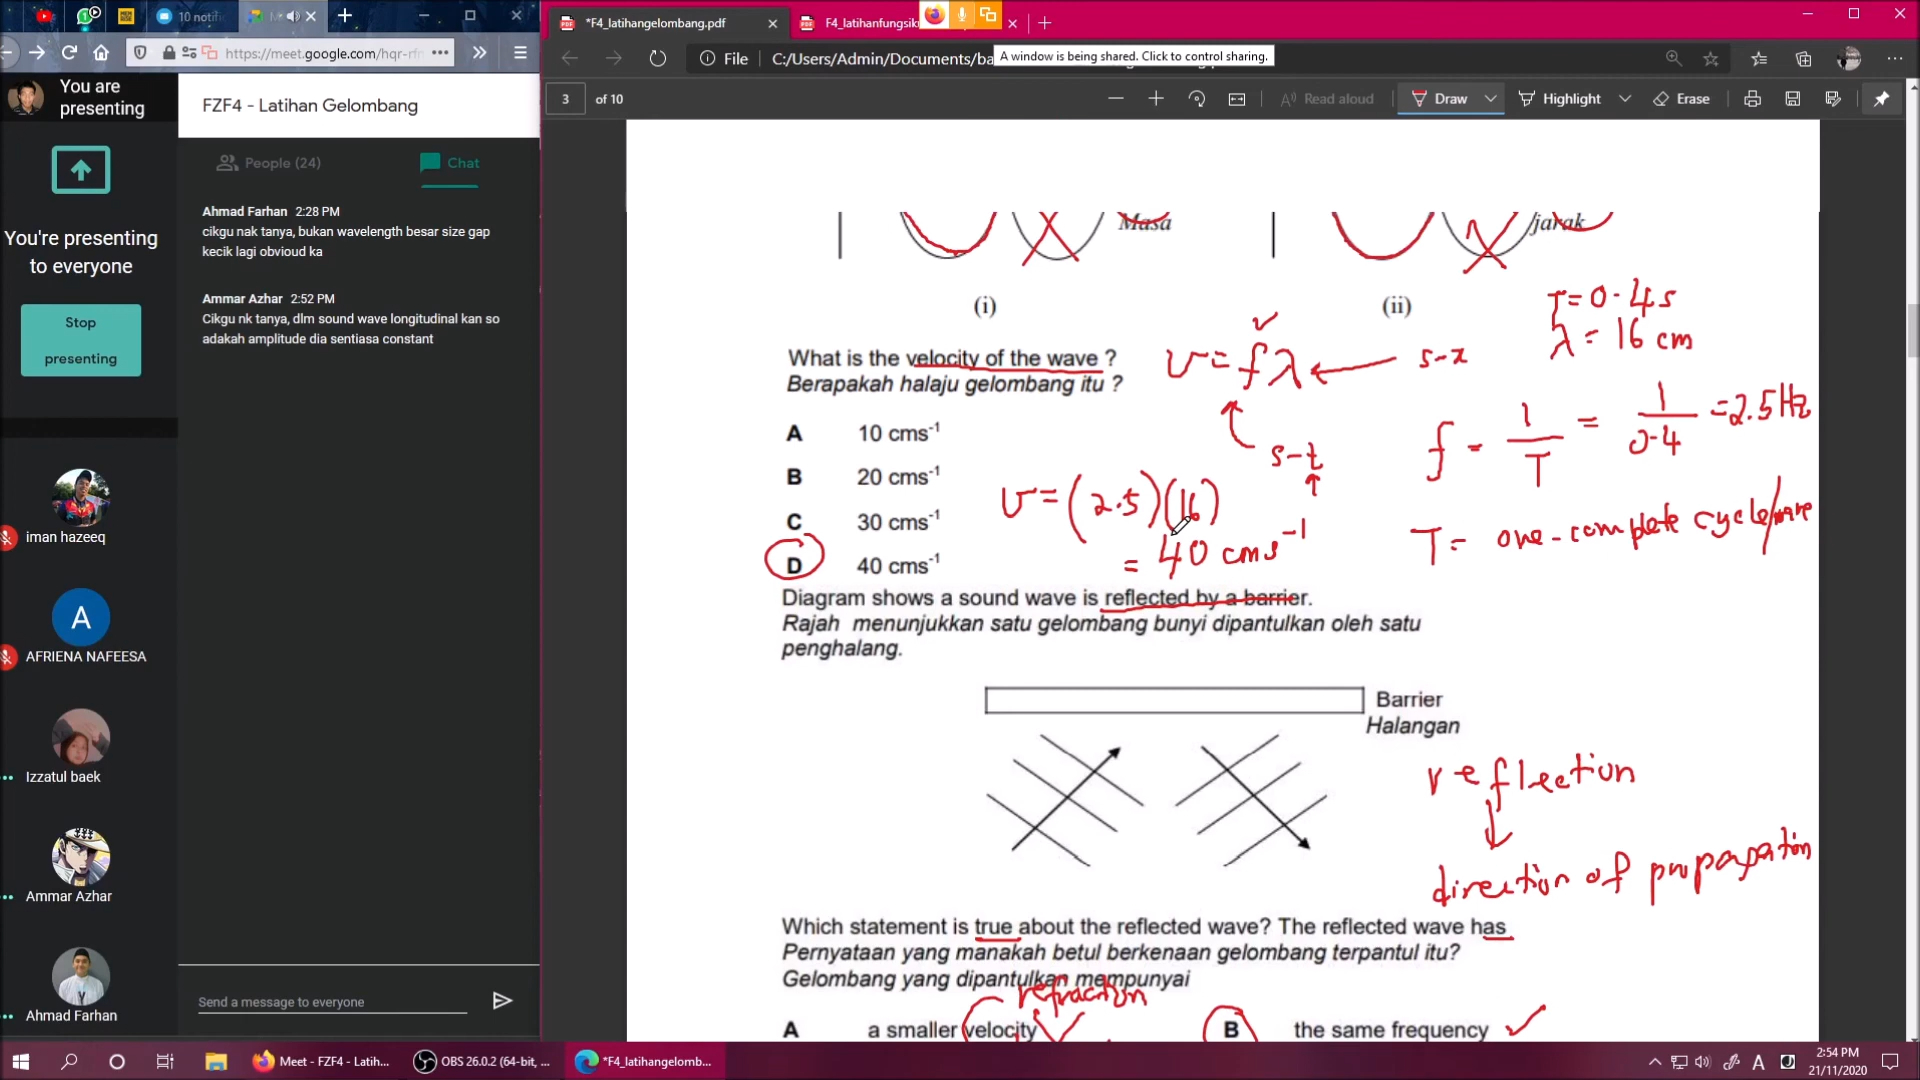 10 notif
https://meet.google.com/hqr-rfn
You are
presenting
You're presenting
to everyone
Stop
presenting
iman hazeeq
A
AFRIENA NAFEESA
Izzatul baek
Ammar Azhar
Ahmad Farhan
FZF4 - Latihan Gelombang
People (24)
Chat
Ahmad Farhan 2:28 PM
cikgu nak tanya, bukan wavelength besar size gap
kecik lagi obvioud ka
Ammar Azhar 2:52 PM
Cikgu nk tanya, dlm sound wave longitudinal kan so
adakah amplitude dia sentiasa constant
Send a message to everyone
*F4_latihangelombang.pdf
F4_latihanfungsik
File C:/Users/Admin/Documents/ba
A window is being shared. Click to control sharing.
3 of 10
Read aloud
Draw
Highlight
Erase
Masa
jarak
(i)
(ii)
T = 0.4s
λ = 16 cm
What is the velocity of the wave ?
Berapakah halaju gelombang itu ?
v = fλ
s-x
s-t
f = 1/T = 1/0.4 = 2.5 Hz
A 10 cms⁻¹
B 20 cms⁻¹
C 30 cms⁻¹
D 40 cms⁻¹
v = (2.5)(16)
= 40 cms⁻¹
T = one-complete cycle/wave
Diagram shows a sound wave is reflected by a barrier.
Rajah menunjukkan satu gelombang bunyi dipantulkan oleh satu
penghalang.
Barrier
Halangan
reflection
direction of propagation
Which statement is true about the reflected wave? The reflected wave has
Pernyataan yang manakah betul berkenaan gelombang terpantul itu?
Gelombang yang dipantulkan mempunyai
refraction
A a smaller velocity
B the same frequency
Meet - FZF4 - Latih...
OBS 26.0.2 (64-bit, ...
*F4_latihangelomb...
A
2:54 PM
21/11/2020